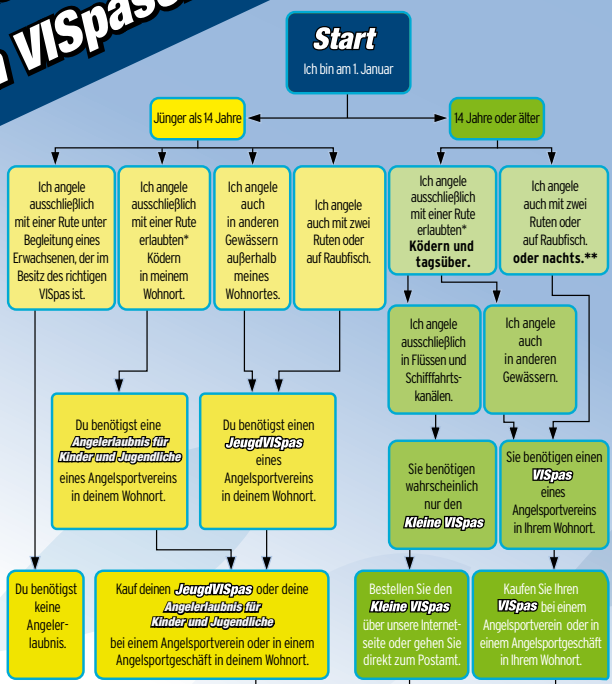 VISpas
Start
Ich bin am 1. Januar
Jünger als 14 Jahre
14 Jahre oder älter
Ich angele
ausschließlich
mit einer Rute unter
Begleitung eines
Erwachsenen, der im
Besitz des richtigen
VISpas ist.
Ich angele
ausschließlich
mit einer Rute
erlaubten*
Ködern
in meinem
Wohnort.
Ich angele
auch
in anderen
Gewässern
außerhalb
meines
Wohnortes.
Ich angele
auch mit zwei
Ruten oder
auf Raubfisch.
Ich angele
ausschließlich
mit einer Rute
erlaubten*
Ködern und
tagsüber.
Ich angele
auch mit zwei
Ruten oder
auf Raubfisch.
oder nachts.**
Ich angele
ausschließlich
in Flüssen und
Schifffahrts-
kanälen.
Ich angele
auch
in anderen
Gewässern.
Du benötigst eine
Angelerlaubnis für
Kinder und Jugendliche
eines Angelsportvereins
in deinem Wohnort.
Du benötigst einen
JeugdVISpas
eines
Angelsportvereins
in deinem Wohnort.
Sie benötigen
wahrscheinlich
nur den
Kleine VISpas
Sie benötigen einen
VISpas
eines
Angelsportvereins
in Ihrem Wohnort.
Du benötigst
keine
Angeler-
laubnis.
Kauf deinen JeugdVISpas oder deine
Angelerlaubnis für
Kinder und Jugendliche
bei einem Angelsportverein oder in einem
Angelsportgeschäft in deinem Wohnort.
Bestellen Sie den
Kleine VISpas
über unsere Internet-
seite oder gehen Sie
direkt zum Postamt.
Kaufen Sie Ihren
VISpas bei einem
Angelsportverein oder in
einem Angelsportgeschäft
in Ihrem Wohnort.